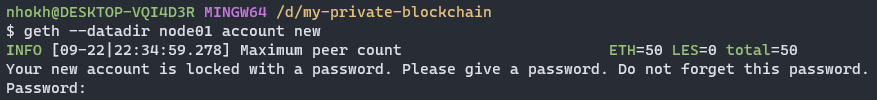 nhokh@DESKTOP-VQI4D3R MINGW64 /d/my-private-blockchain
$ geth --datadir node01 account new
INFO [09-22|22:34:59.278] Maximum peer count                       ETH=50 LES=0 total=50
Your new account is locked with a password. Please give a password. Do not forget this password.
Password: